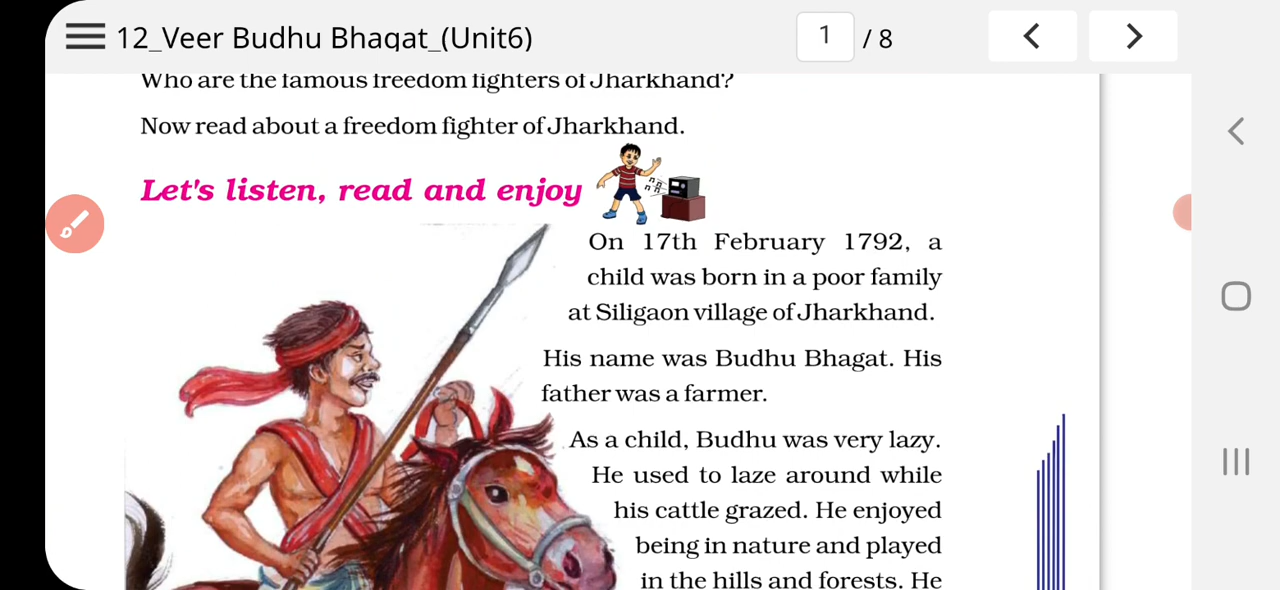 12_Veer Budhu Bhagat_(Unit6)
1 / 8
Who are the famous freedom fighters of Jharkhand?
Now read about a freedom fighter of Jharkhand.
Let's listen, read and enjoy
On 17th February 1792, a
child was born in a poor family
at Siligaon village of Jharkhand.
His name was Budhu Bhagat. His
father was a farmer.
As a child, Budhu was very lazy.
He used to laze around while
his cattle grazed. He enjoyed
being in nature and played
in the hills and forests. He